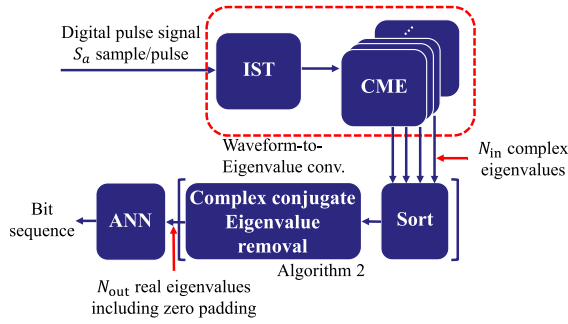 Digital pulse signal
S_a sample/pulse
IST
CME
...
Waveform-to-
Eigenvalue conv.
N_in complex
eigenvalues
Bit
sequence
ANN
Complex conjugate
Eigenvalue
removal
Sort
Algorithm 2
N_out real eigenvalues
including zero padding